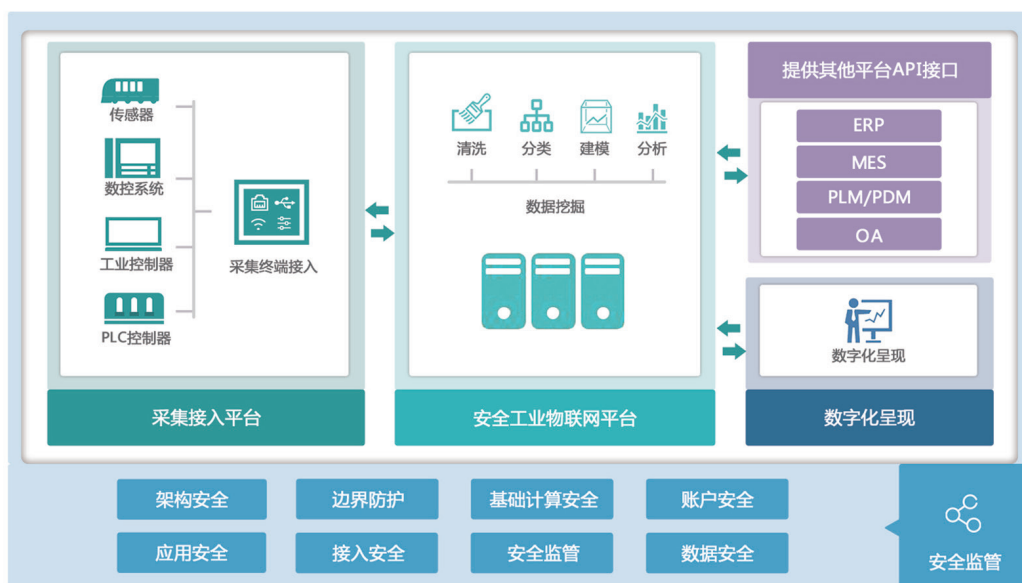 传感器
数控系统
工业控制器
PLC控制器
采集终端接入
采集接入平台
清洗
分类
建模
分析
数据挖掘
安全工业物联网平台
提供其他平台API接口
ERP
MES
PLM/PDM
OA
数字化呈现
数字化呈现
架构安全
边界防护
基础计算安全
账户安全
应用安全
接入安全
安全监管
数据安全
安全监管